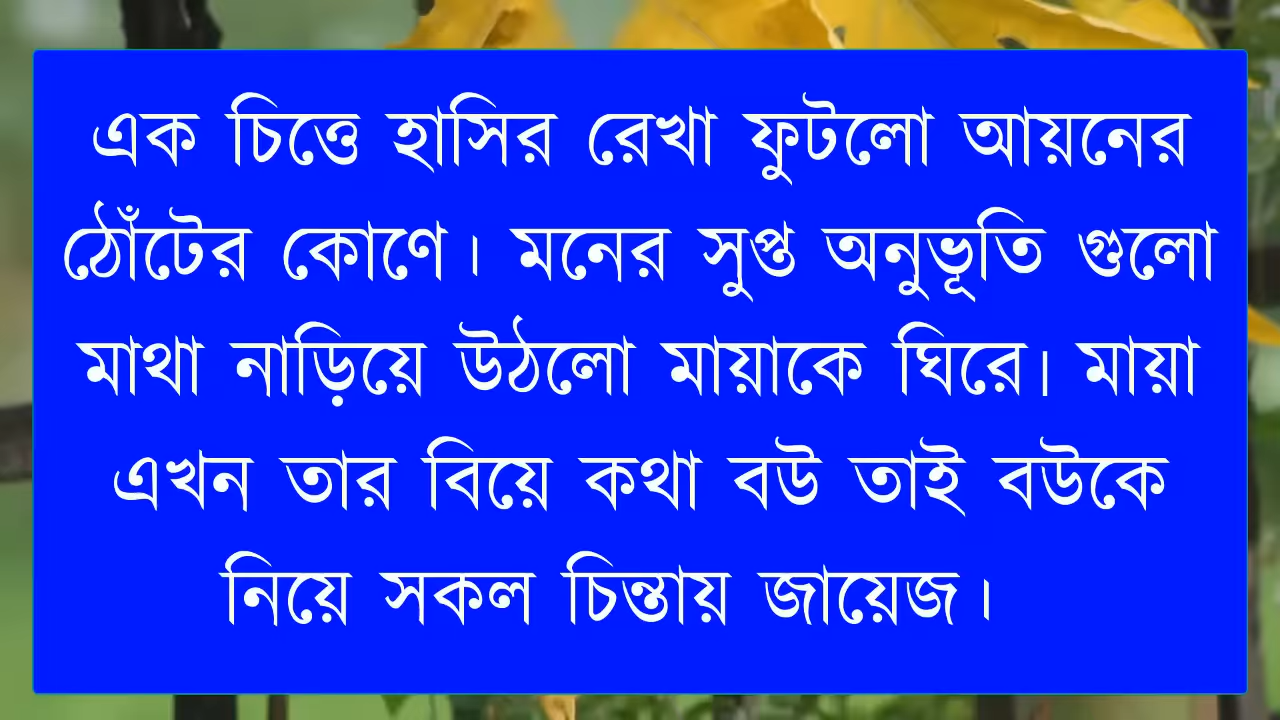 এক চিত্তে হাসির রেখা ফুটলো আয়নের
ঠোঁটের কোণে। মনের সুপ্ত অনুভূতি গুলো
মাথা নাড়িয়ে উঠলো মায়াকে ঘিরে। মায়া
এখন তার বিয়ে কথা বউ তাই বউকে
নিয়ে সকল চিন্তায় জায়েজ।